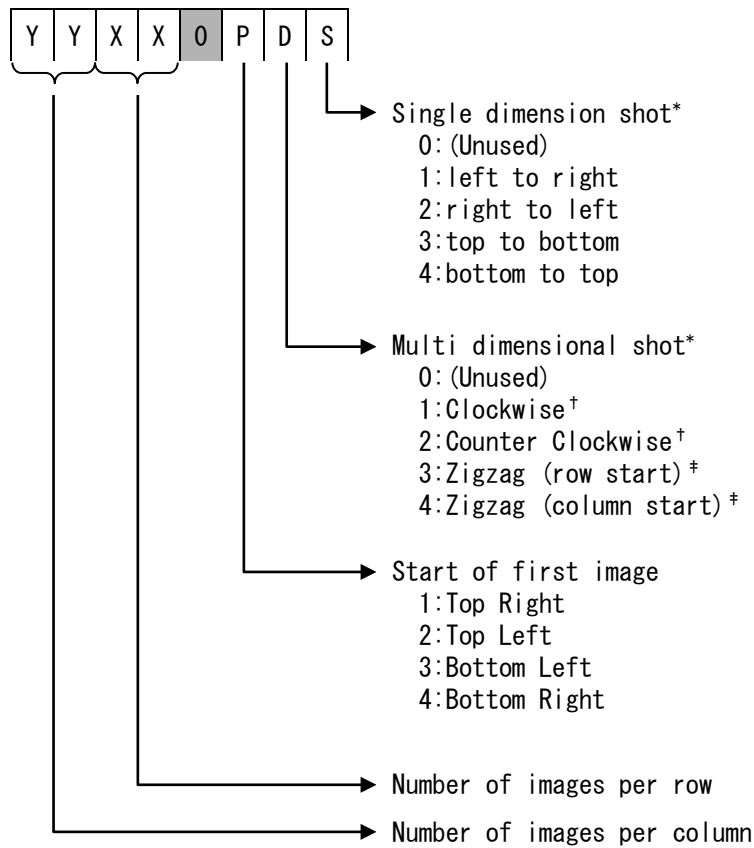 Y Y X X 0 P D S
Single dimension shot*
0:(Unused)
1:left to right
2:right to left
3:top to bottom
4:bottom to top
Multi dimensional shot*
0:(Unused)
1:Clockwise†
2:Counter Clockwise†
3:Zigzag (row start)‡
4:Zigzag (column start)‡
Start of first image
1:Top Right
2:Top Left
3:Bottom Left
4:Bottom Right
Number of images per row
Number of images per column